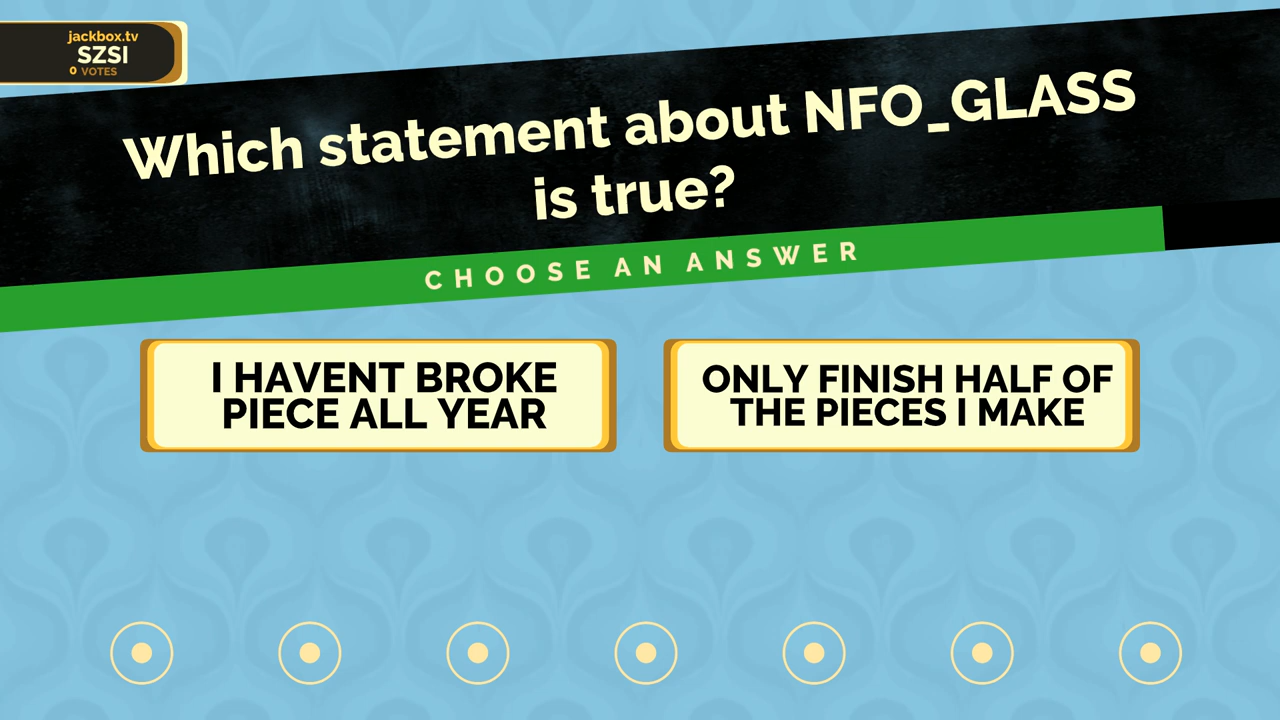 jackbox.tv
SZSI
0 VOTES
Which statement about NFO_GLASS
is true?
CHOOSE AN ANSWER
I HAVENT BROKE
PIECE ALL YEAR
ONLY FINISH HALF OF
THE PIECES I MAKE